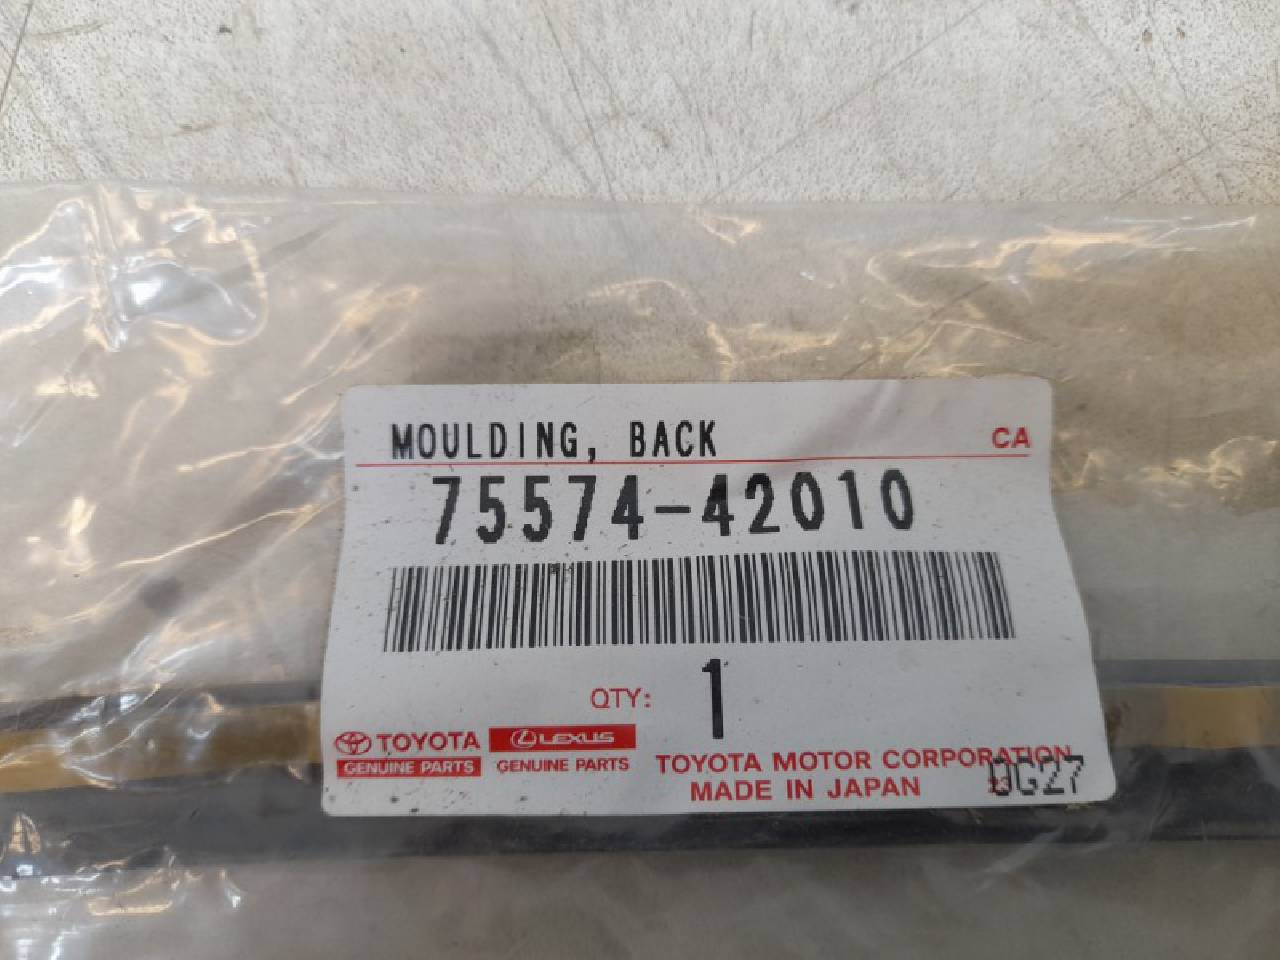 MOULDING, BACK CA
75574-42010
QTY: 1
TOYOTA LEXUS
GENUINE PARTS GENUINE PARTS
TOYOTA MOTOR CORPORATION
MADE IN JAPAN 0G27